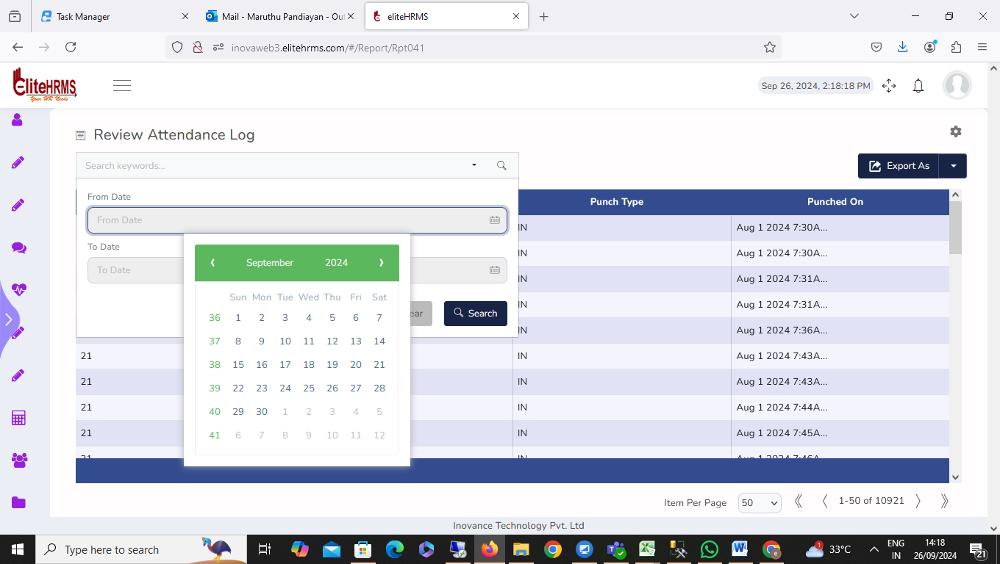 Task Manager
Mail - Maruthu Pandiayan - Out
eliteHRMS
inovaweb3.elitehrms.com/#/Report/Rpt041
EliteHRMS
Your HR Needs
Sep 26, 2024, 2:18:18 PM
Review Attendance Log
Search keywords...
Export As
From Date
From Date
To Date
To Date
Search
Punch Type Punched On
IN Aug 1 2024 7:30A...
IN Aug 1 2024 7:30A...
IN Aug 1 2024 7:31A...
IN Aug 1 2024 7:31A...
IN Aug 1 2024 7:36A...
21 IN Aug 1 2024 7:43A...
21 IN Aug 1 2024 7:43A...
21 IN Aug 1 2024 7:44A...
21 IN Aug 1 2024 7:45A...
21 IN Aug 1 2024 7:46A...
September 2024
Sun Mon Tue Wed Thu Fri Sat
36 1 2 3 4 5 6 7
37 8 9 10 11 12 13 14
38 15 16 17 18 19 20 21
39 22 23 24 25 26 27 28
40 29 30 1 2 3 4 5
41 6 7 8 9 10 11 12
Item Per Page 50 1-50 of 10921
Inovance Technology Pvt. Ltd
Type here to search
1
33°C
ENG
IN
14:18
26/09/2024
21